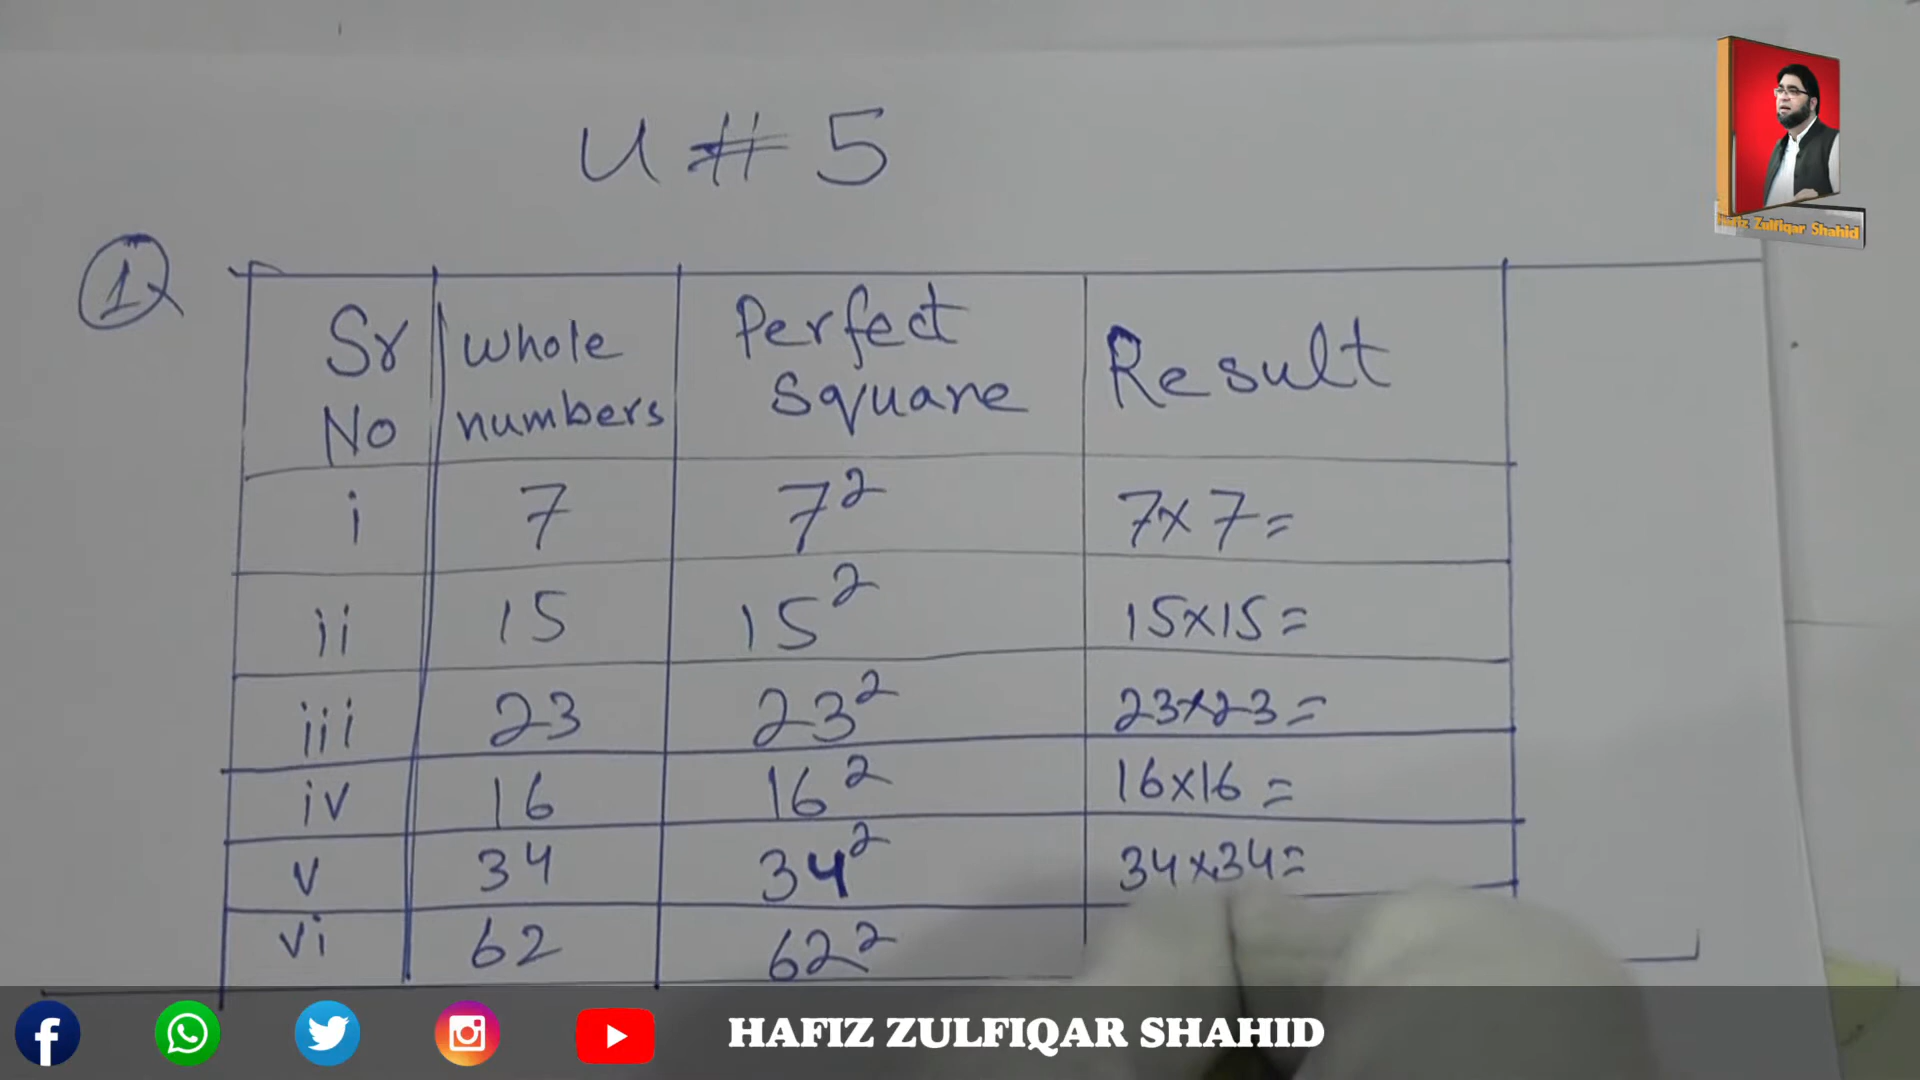 U # 5
1
Sr No | Whole numbers | Perfect Square | Result
i | 7 | 7² | 7×7=
ii | 15 | 15² | 15×15=
iii | 23 | 23² | 23×23=
iv | 16 | 16² | 16×16=
v | 34 | 34² | 34×34=
vi | 62 | 62²
Hafiz Zulfiqar Shahid
HAFIZ ZULFIQAR SHAHID